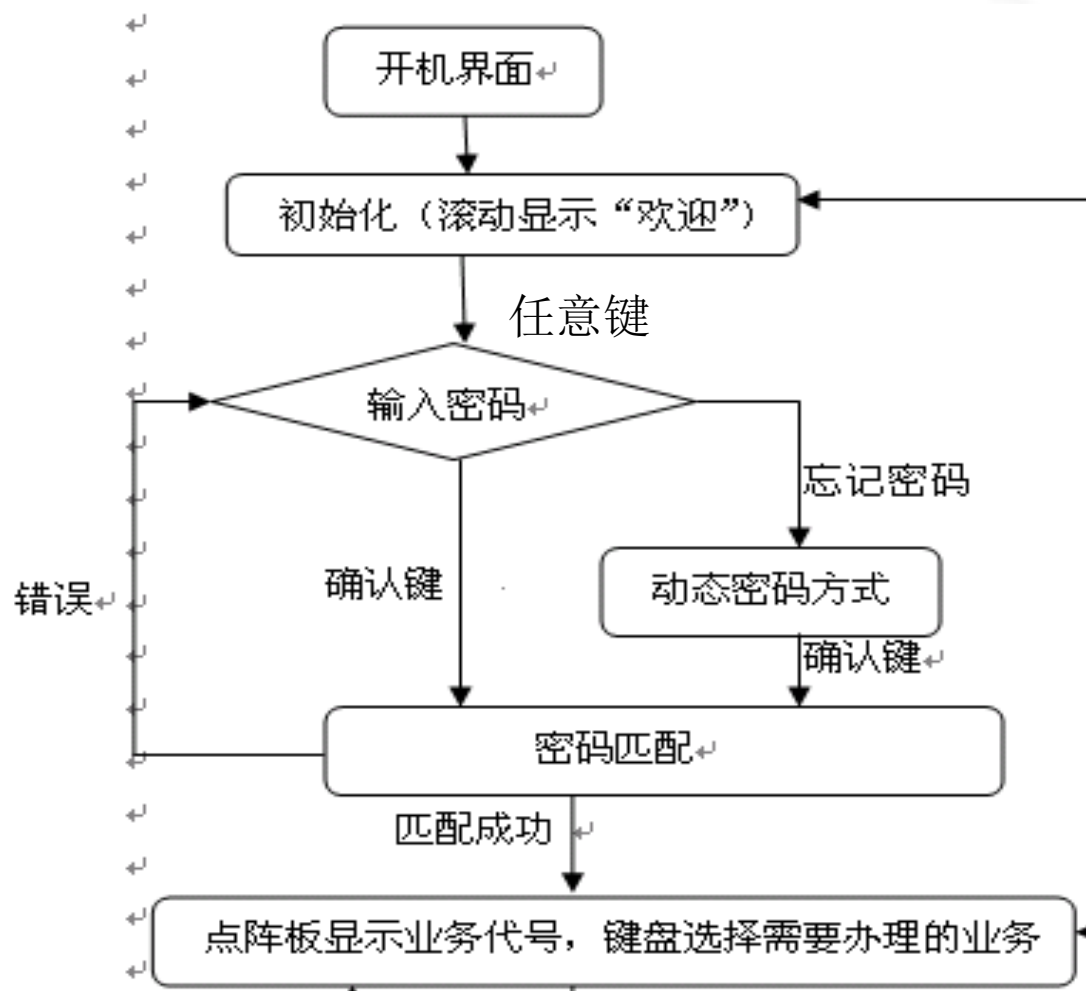 开机界面
初始化（滚动显示“欢迎”）
任意键
输入密码
忘记密码
确认键
动态密码方式
错误
确认键
密码匹配
匹配成功
点阵板显示业务代号，键盘选择需要办理的业务